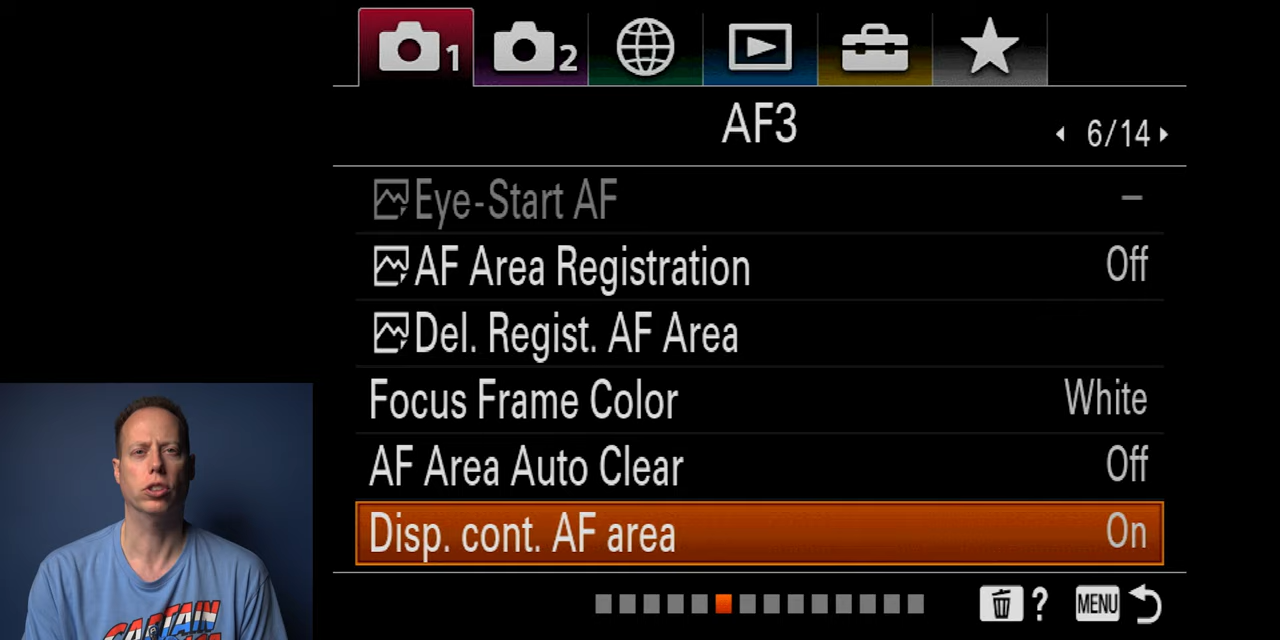 1 2
AF3
6/14
Eye-Start AF –
AF Area Registration Off
Del. Regist. AF Area
Focus Frame Color White
AF Area Auto Clear Off
Disp. cont. AF area On
? MENU
CAPTAIN